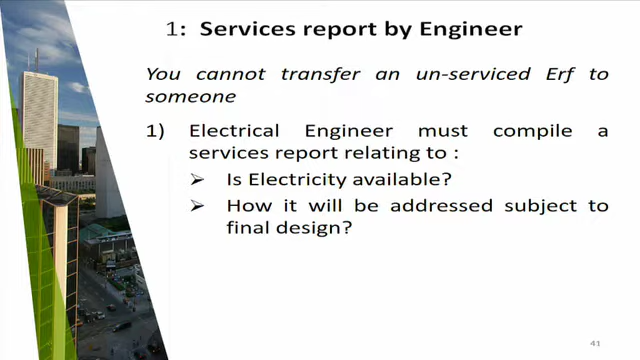 1: Services report by Engineer
You cannot transfer an un-serviced Erf to
someone
1) Electrical Engineer must compile a
services report relating to :
➢ Is Electricity available?
➢ How it will be addressed subject to
final design?
41